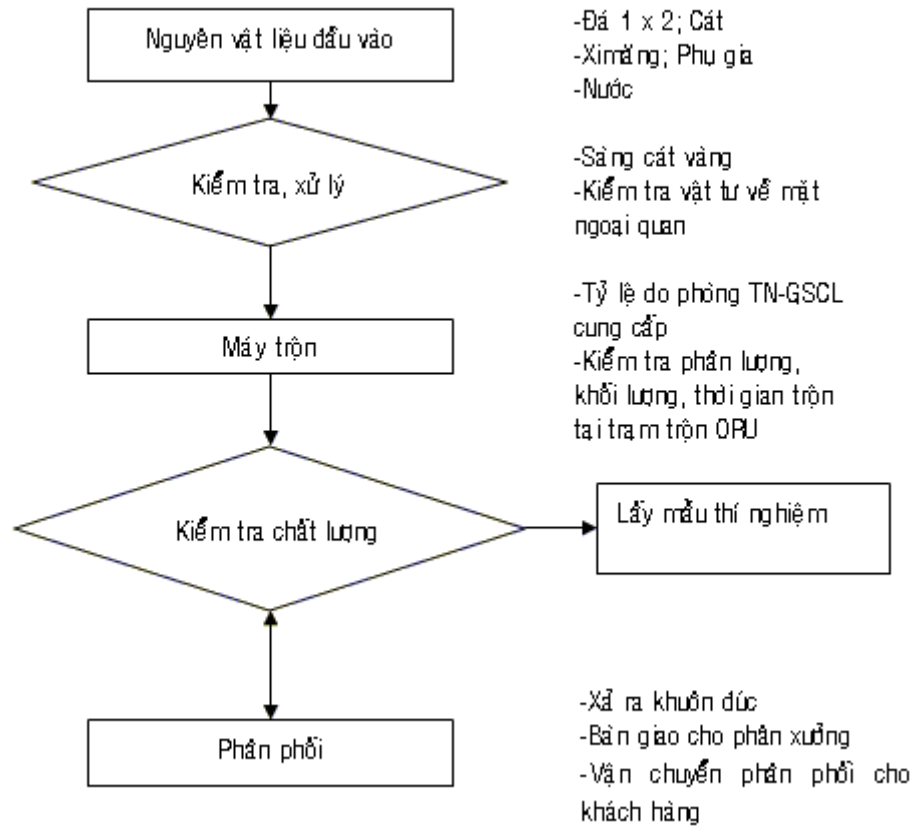 Nguyên vật liệu đầu vào
-Đá 1 x 2; Cát
-Ximăng; Phụ gia
-Nước
Kiểm tra, xử lý
-Sàng cát vàng
-Kiểm tra vật tư về mặt
ngoại quan
Máy trộn
-Tỷ lệ do phòng TN-GSCL
cung cấp
-Kiểm tra phân lượng,
khối lượng, thời gian trộn
tại trạm trộn ORU
Kiểm tra chất lượng
Lấy mẫu thí nghiệm
Phân phối
-Xả ra khuôn đúc
-Bàn giao cho phân xưởng
-Vận chuyển phân phối cho
khách hàng